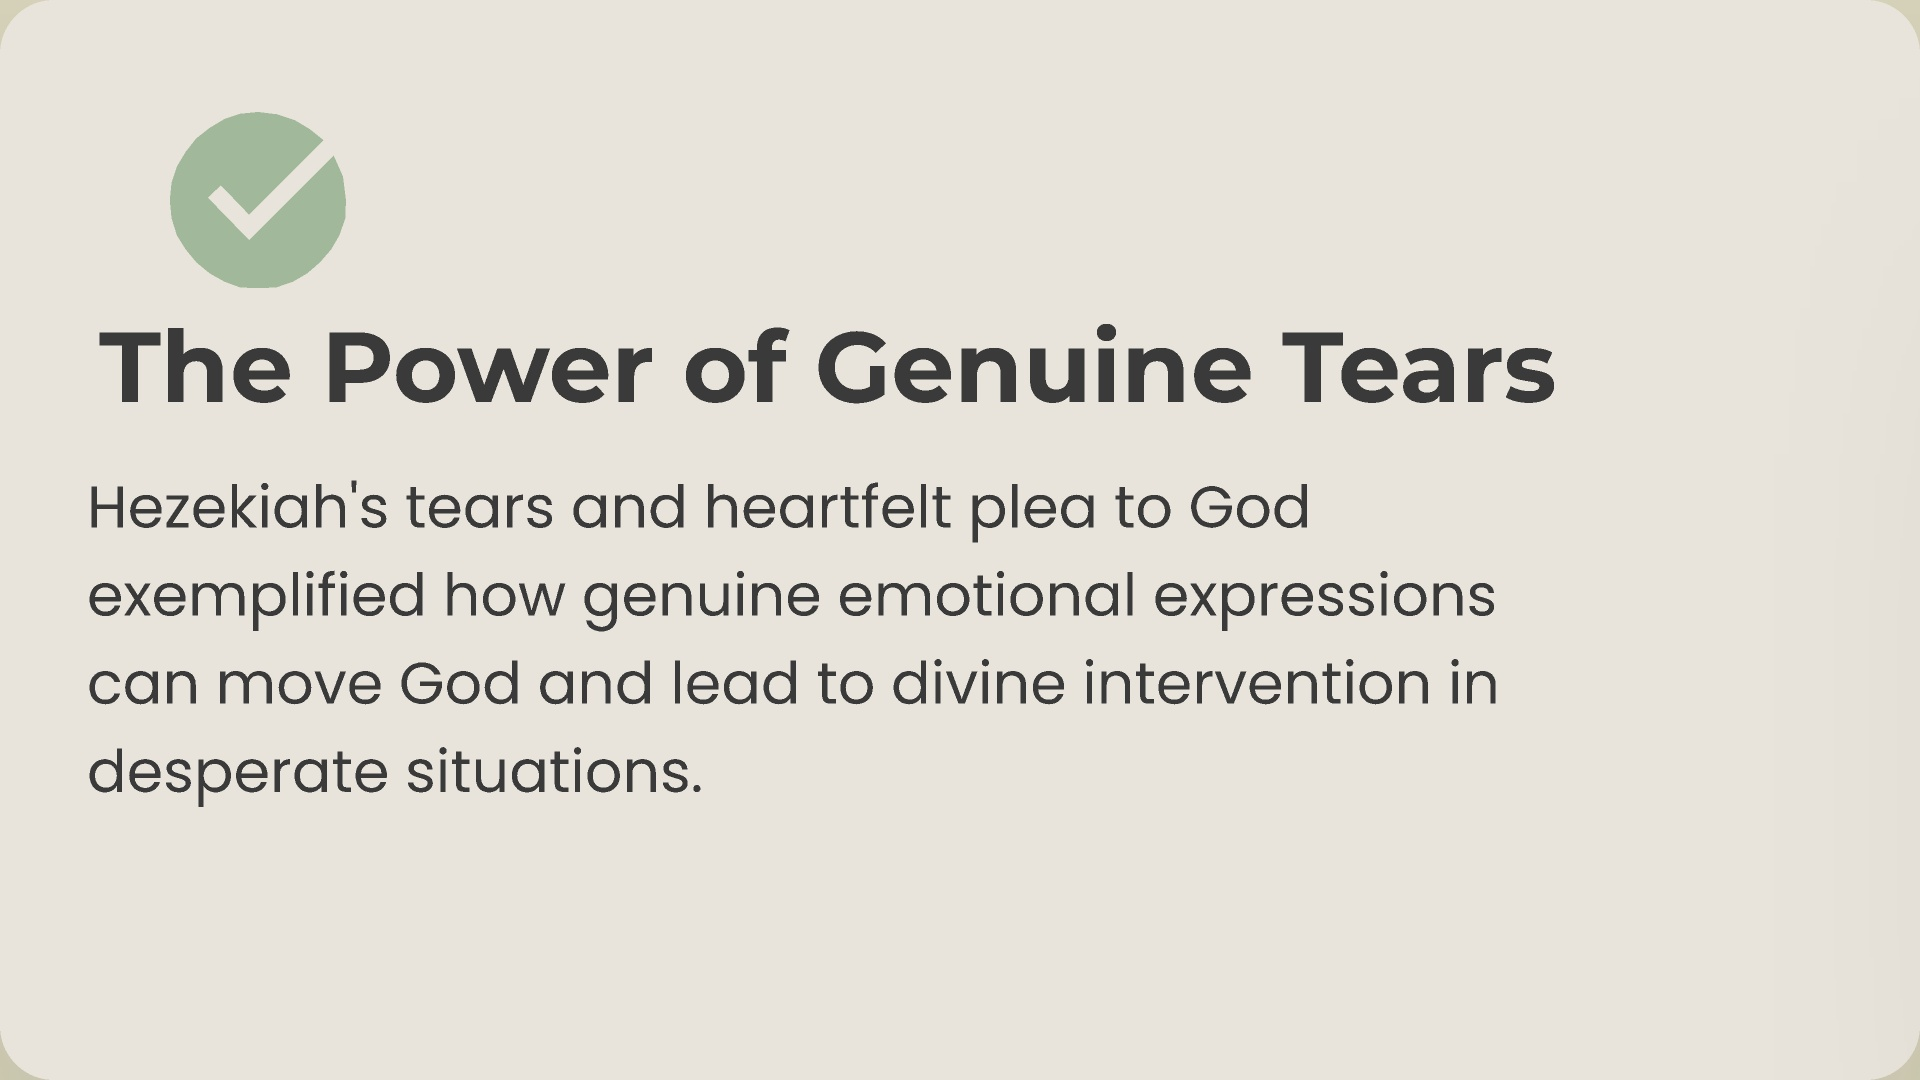 The Power of Genuine Tears
Hezekiah's tears and heartfelt plea to God
exemplified how genuine emotional expressions
can move God and lead to divine intervention in
desperate situations.